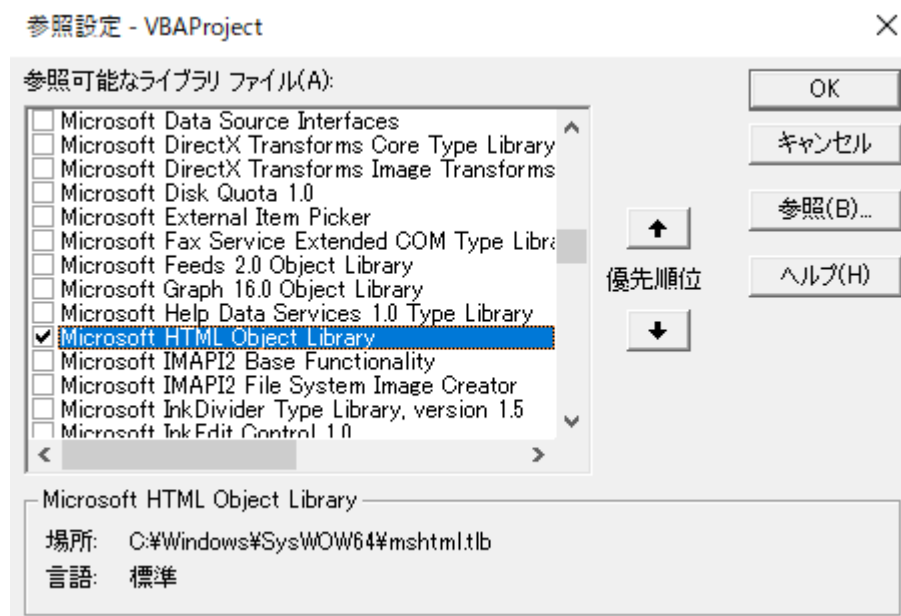 参照設定 - VBAProject
参照可能なライブラリ ファイル(A):
Microsoft Data Source Interfaces
Microsoft DirectX Transforms Core Type Library
Microsoft DirectX Transforms Image Transforms
Microsoft Disk Quota 1.0
Microsoft External Item Picker
Microsoft Fax Service Extended COM Type Libra
Microsoft Feeds 2.0 Object Library
Microsoft Graph 16.0 Object Library
Microsoft Help Data Services 1.0 Type Library
Microsoft HTML Object Library
Microsoft IMAPI2 Base Functionality
Microsoft IMAPI2 File System Image Creator
Microsoft InkDivider Type Library, version 1.5
Microsoft InkEdit Control 1.0
優先順位
OK
キャンセル
参照(B)...
ヘルプ(H)
Microsoft HTML Object Library
場所: C:¥Windows¥SysWOW64¥mshtml.tlb
言語: 標準